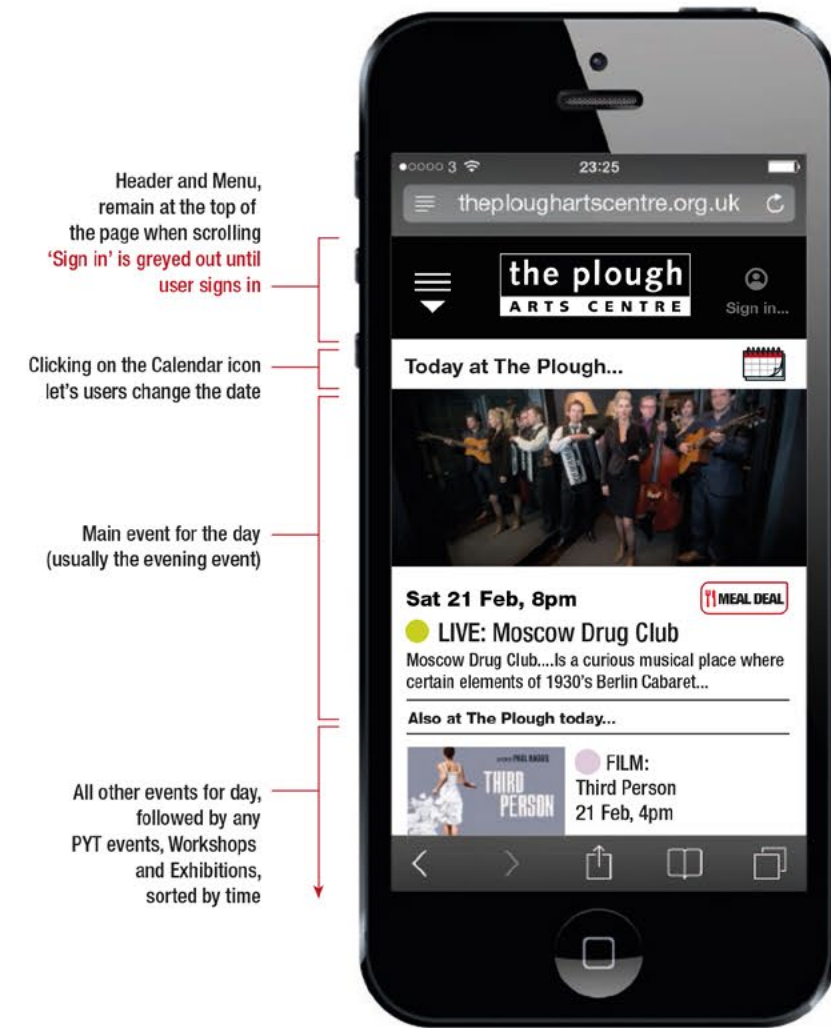 Header and Menu,
remain at the top of
the page when scrolling
‘Sign in’ is greyed out until
user signs in
Clicking on the Calendar icon
let's users change the date
Main event for the day
(usually the evening event)
All other events for day,
followed by any
PYT events, Workshops
and Exhibitions,
sorted by time
3 23:25
theploughartscentre.org.uk
the plough
ARTS CENTRE
Sign in...
Today at The Plough...
Sat 21 Feb, 8pm
MEAL DEAL
LIVE: Moscow Drug Club
Moscow Drug Club....Is a curious musical place where
certain elements of 1930's Berlin Cabaret...
Also at The Plough today...
PAUL HAGGIS
THIRD
PERSON
FILM:
Third Person
21 Feb, 4pm